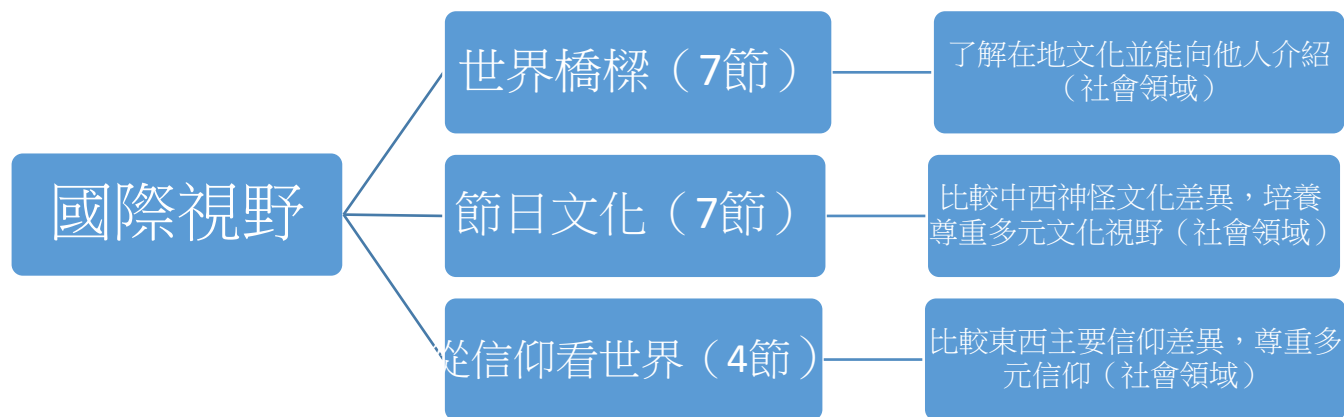 國際視野
世界橋樑（7節）
了解在地文化並能向他人介紹
（社會領域）
節日文化（7節）
比較中西神怪文化差異，培養
尊重多元文化視野（社會領域）
從信仰看世界（4節）
比較東西主要信仰差異，尊重多
元信仰（社會領域）